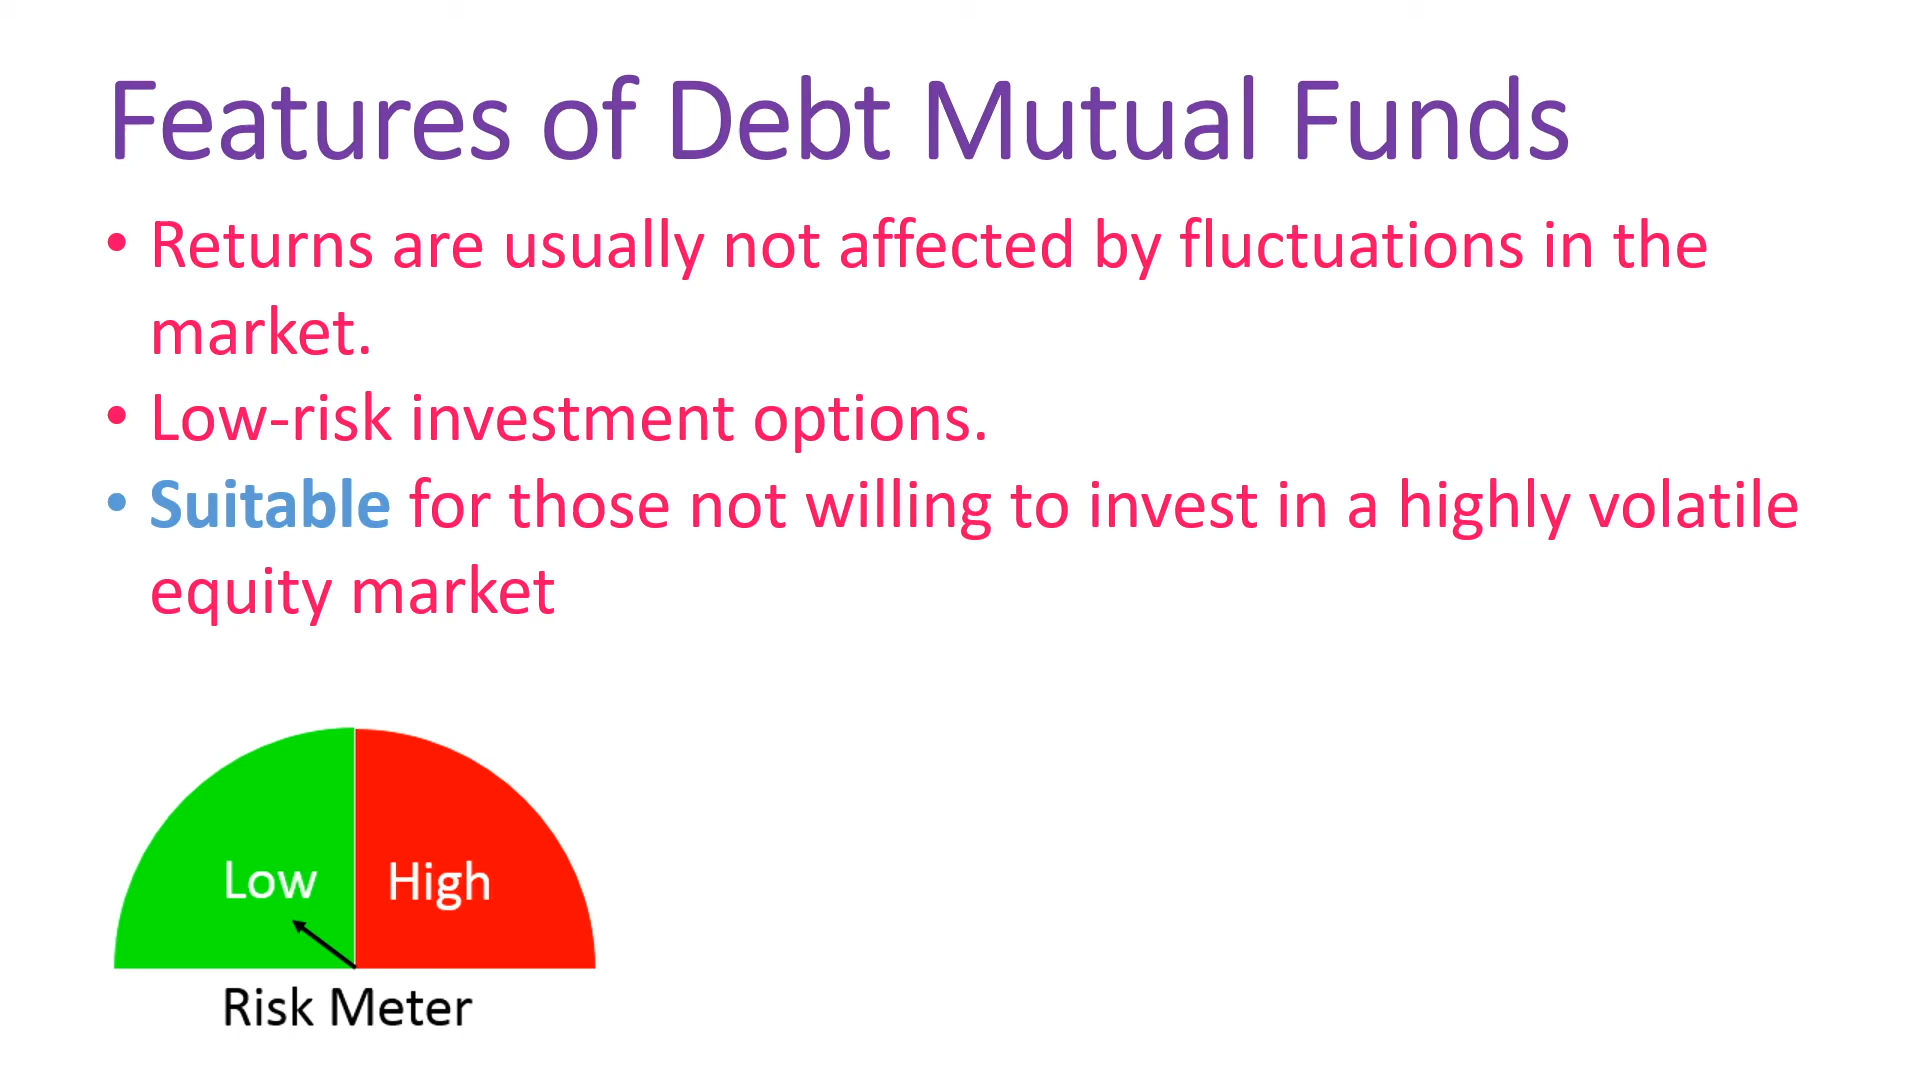 Features of Debt Mutual Funds
• Returns are usually not affected by fluctuations in the
market.
• Low-risk investment options.
• Suitable for those not willing to invest in a highly volatile
equity market
Low High
Risk Meter